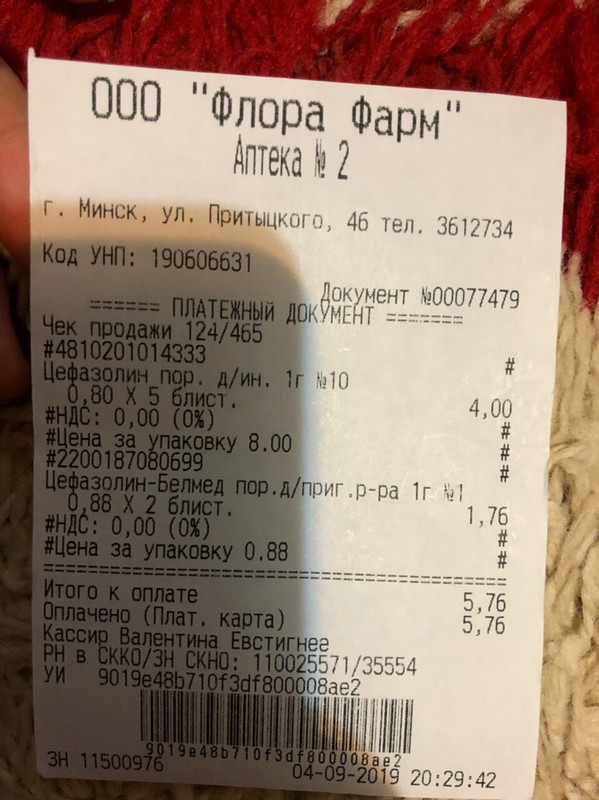 ООО "Флора Фарм"
Аптека № 2
г. Минск, ул. Притыцкого, 46 тел. 3612734
Код УНП: 190606631
Документ №00077479
====== ПЛАТЕЖНЫЙ ДОКУМЕНТ =======
Чек продажи 124/465
#4810201014333 #
Цефазолин пор. д/ин. 1г №10
0,80 X 5 блист. 4,00
#НДС: 0,00 (0%) #
#Цена за упаковку 8.00 #
#2200187080699 #
Цефазолин-Белмед пор.д/приг.р-ра 1г №1
0,88 X 2 блист. 1,76
#НДС: 0,00 (0%) #
#Цена за упаковку 0.88 #
========================================
Итого к оплате 5,76
Оплачено (Плат. карта) 5,76
Кассир Валентина Евстигнее
РН в СККО/ЗН СКНО: 110025571/35554
УИ 9019e48b710f3df800008ae2
9019e48b710f3df800008ae2
ЗН 11500976 04-09-2019 20:29:42